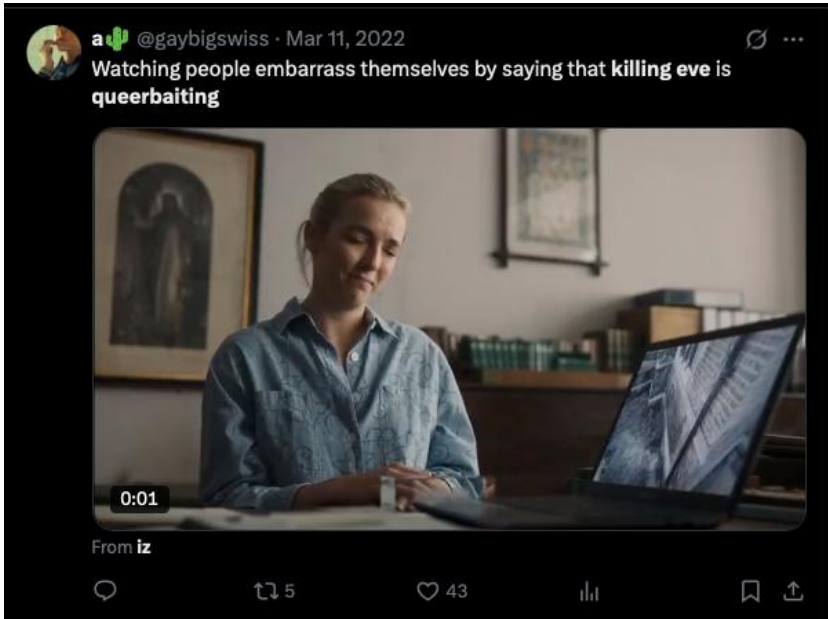 a🌵 @gaybigswiss · Mar 11, 2022
Watching people embarrass themselves by saying that killing eve is
queerbaiting
0:01
From iz
5 43